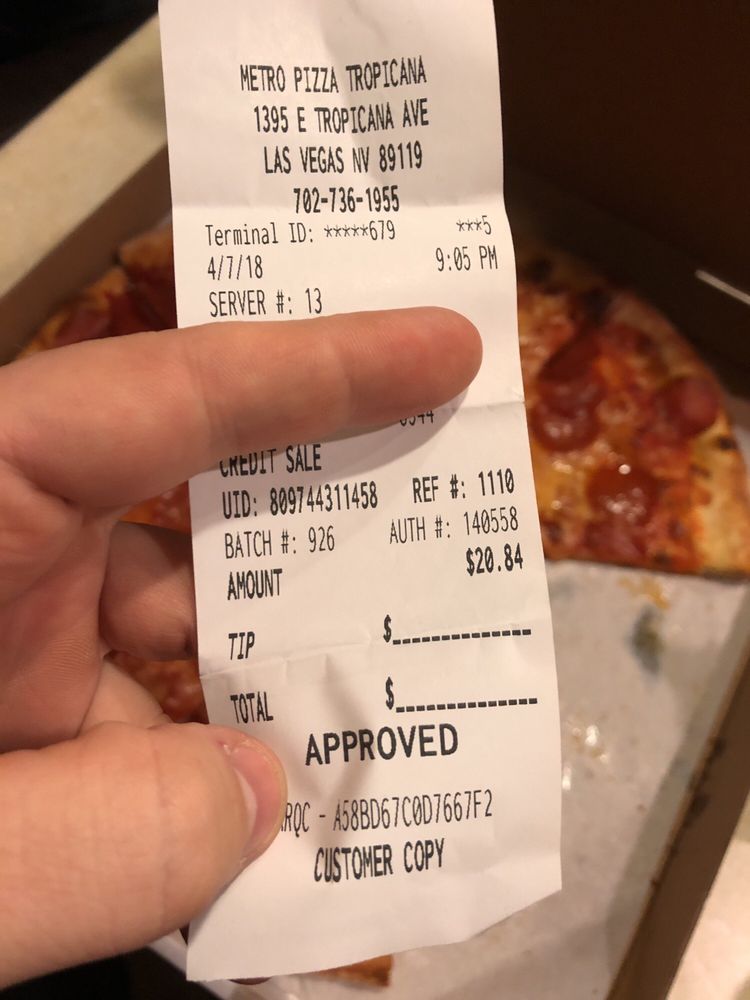 METRO PIZZA TROPICANA
1395 E TROPICANA AVE
LAS VEGAS NV 89119
702-736-1955
Terminal ID: *****679 ***5
4/7/18 9:05 PM
SERVER #: 13
CREDIT SALE
UID: 809744311458 REF #: 1110
BATCH #: 926 AUTH #: 140558
AMOUNT $20.84
TIP $
TOTAL $
APPROVED
RQC - A58BD67C0D7667F2
CUSTOMER COPY